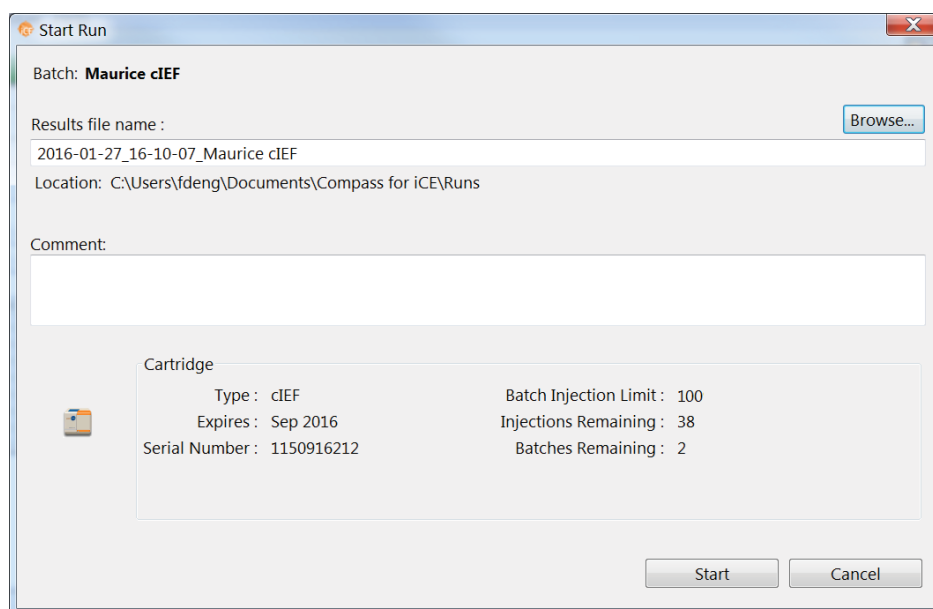 Start Run
Batch: Maurice cIEF
Results file name :
Browse...
2016-01-27_16-10-07_Maurice cIEF
Location: C:\Users\fdeng\Documents\Compass for iCE\Runs
Comment:
Cartridge
Type : cIEF Batch Injection Limit : 100
Expires : Sep 2016 Injections Remaining : 38
Serial Number : 1150916212 Batches Remaining : 2
Start Cancel